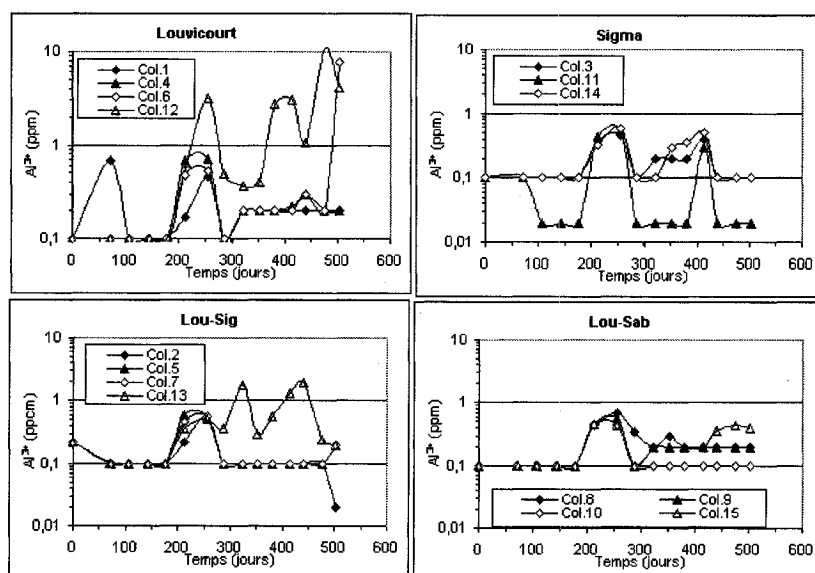 Louvicourt
10
1
0,1
Al³⁺ (ppm)
Col.1
Col.4
Col.6
Col.12
0 100 200 300 400 500 600
Temps (jours)
Sigma
10
1
0,1
0,01
Al³⁺ (ppm)
Col.3
Col.11
Col.14
0 100 200 300 400 500 600
Temps (jours)
Lou-Sig
10
1
0,1
0,01
Al³⁺ (ppcm)
Col.2
Col.5
Col.7
Col.13
0 100 200 300 400 500 600
Temps (jours)
Lou-Sab
10
1
0,1
0,01
Al³⁺ (ppm)
Col.8 Col.9
Col.10 Col.15
0 100 200 300 400 500 600
Temps (jours)